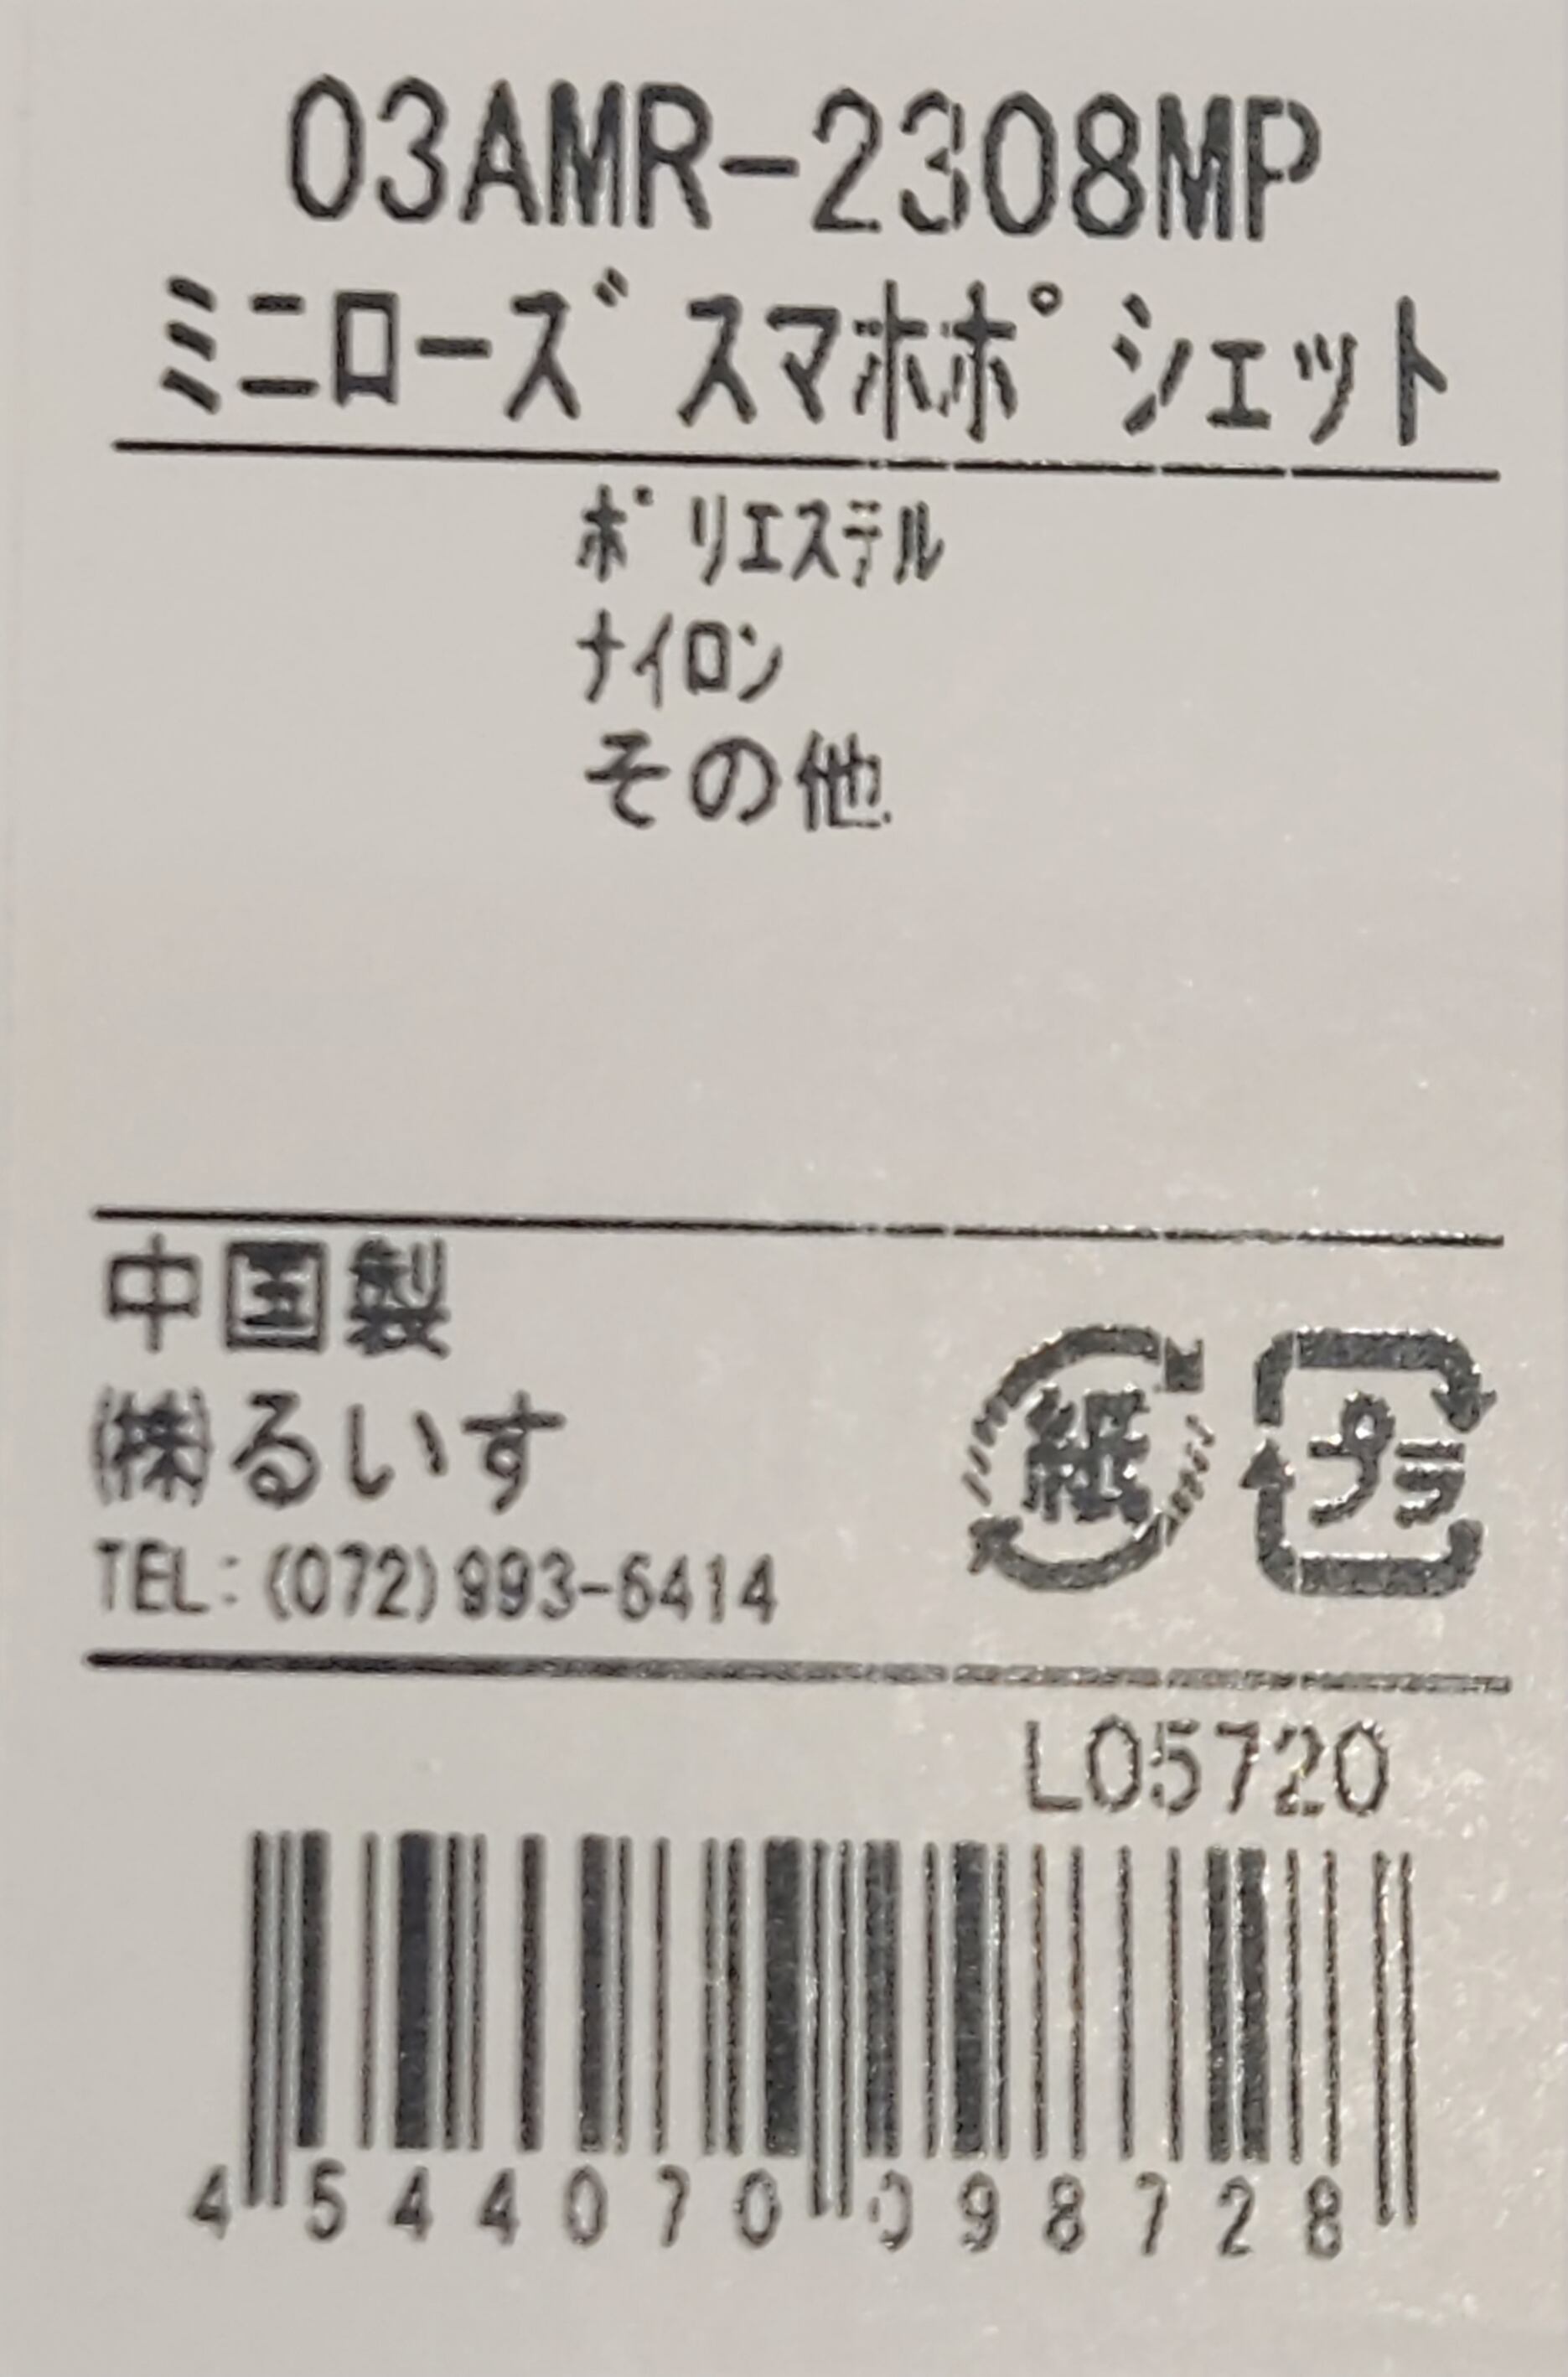 03AMR-2308MP
ﾐﾆﾛｰｽﾞｽﾏﾎﾎﾟｼｪｯﾄ
ﾎﾟﾘｴｽﾃﾙ
ﾅｲﾛﾝ
その他
中国製
㈱るいす
紙 プラ
TEL:(072)993-6414
L05720
4544070098728